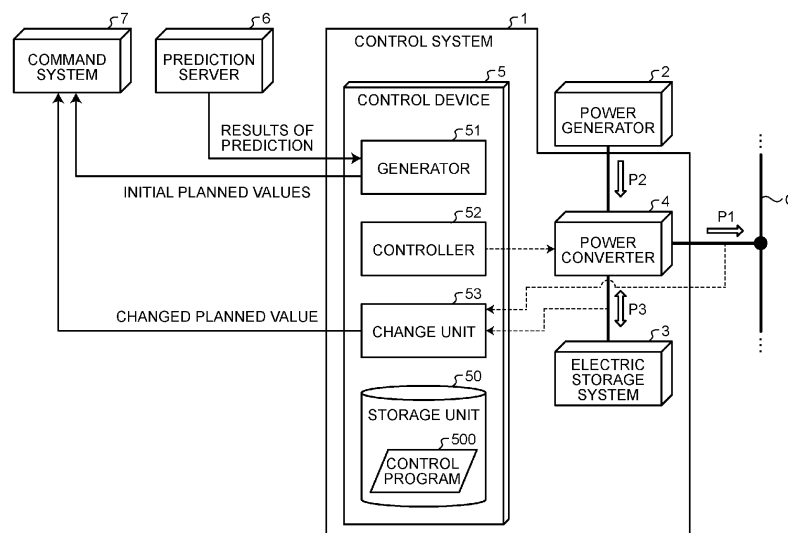 7
COMMAND
SYSTEM
6
PREDICTION
SERVER
1
CONTROL SYSTEM
5
CONTROL DEVICE
2
POWER
GENERATOR
RESULTS OF
PREDICTION
51
GENERATOR
INITIAL PLANNED VALUES
P2
52
CONTROLLER
4
POWER
CONVERTER
P1
53
CHANGE UNIT
CHANGED PLANNED VALUE
P3
3
ELECTRIC
STORAGE
SYSTEM
50
STORAGE UNIT
500
CONTROL
PROGRAM